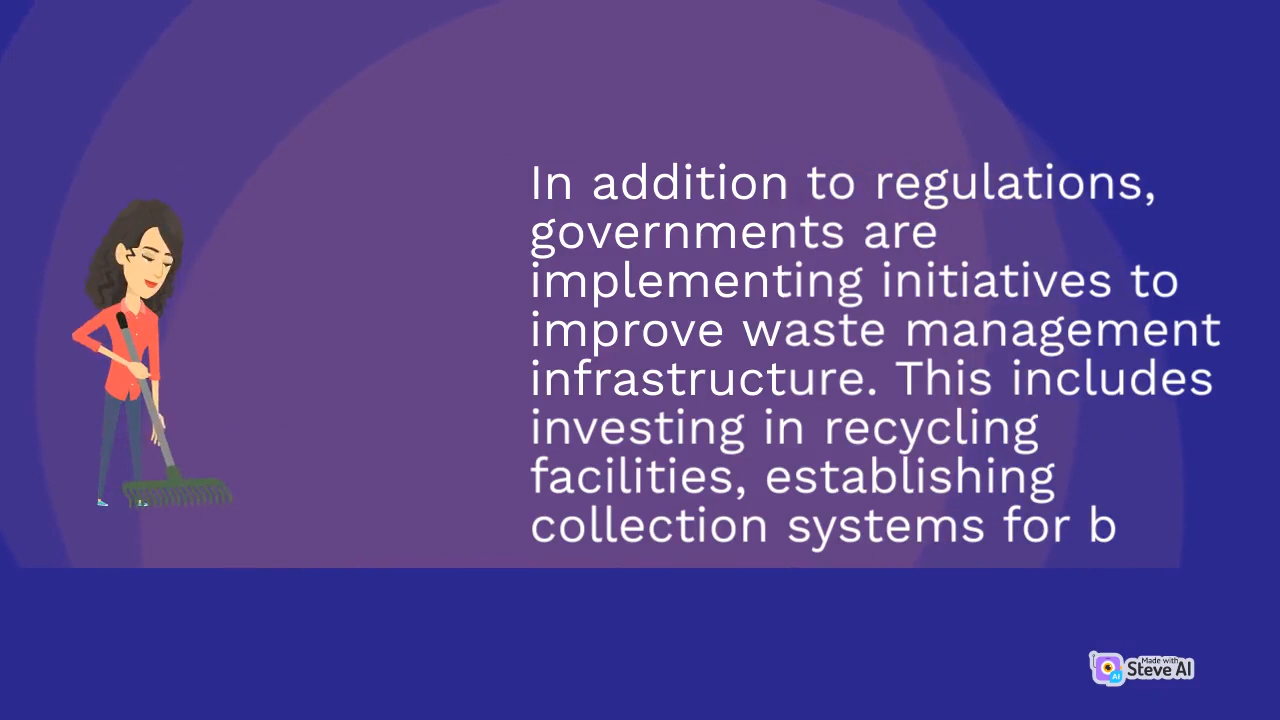 In addition to regulations,
governments are
implementing initiatives to
improve waste management
infrastructure. This includes
investing in recycling
facilities, establishing
collection systems for b
Made with
Steve AI
AI